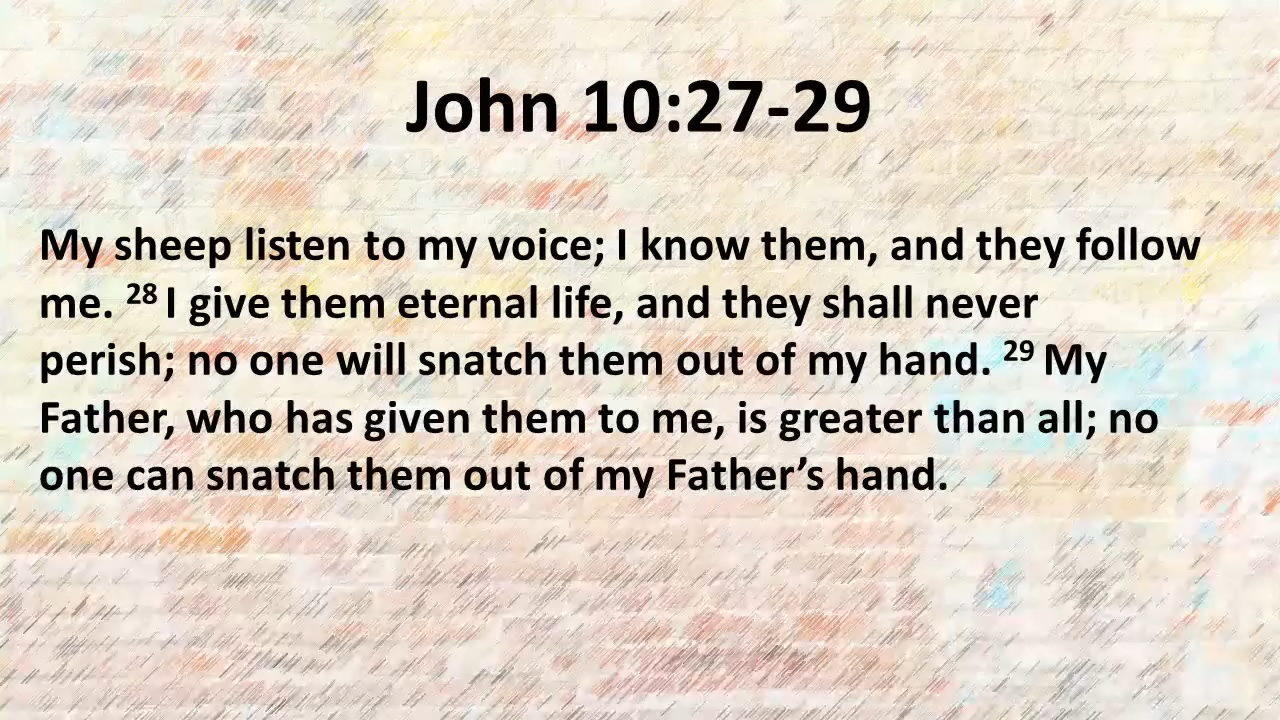 John 10:27-29
My sheep listen to my voice; I know them, and they follow
me. 28 I give them eternal life, and they shall never
perish; no one will snatch them out of my hand. 29 My
Father, who has given them to me, is greater than all; no
one can snatch them out of my Father’s hand.